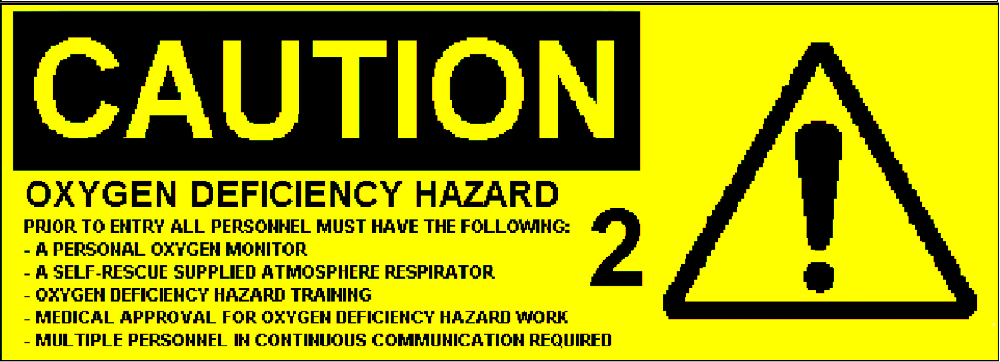 CAUTION
OXYGEN DEFICIENCY HAZARD
PRIOR TO ENTRY ALL PERSONNEL MUST HAVE THE FOLLOWING:
- A PERSONAL OXYGEN MONITOR
- A SELF-RESCUE SUPPLIED ATMOSPHERE RESPIRATOR
- OXYGEN DEFICIENCY HAZARD TRAINING
- MEDICAL APPROVAL FOR OXYGEN DEFICIENCY HAZARD WORK
- MULTIPLE PERSONNEL IN CONTINUOUS COMMUNICATION REQUIRED
2
!